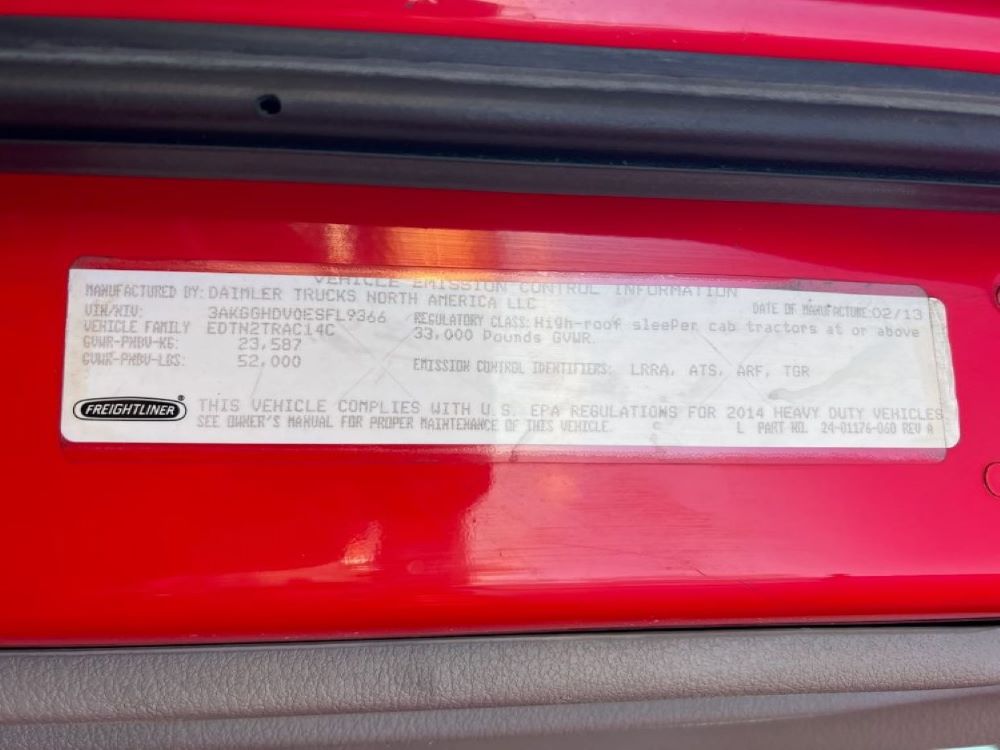 VEHICLE EMISSION CONTROL INFORMATION
MANUFACTURED BY: DAIMLER TRUCKS NORTH AMERICA LLC
DATE OF MANUFACTURE: 02/13
VIN/NIV: 3AKGGHDV0ESFL9366
REGULATORY CLASS: High-roof sleeper cab tractors at or above
33,000 Pounds GVWR
VEHICLE FAMILY EDTN2TRAC14C
GVWR-PNBV-KG: 23,587
GVWR-PNBV-LBS: 52,000
EMISSION CONTROL IDENTIFIERS: LRRA, ATS, ARF, TGR
FREIGHTLINER®
THIS VEHICLE COMPLIES WITH U.S. EPA REGULATIONS FOR 2014 HEAVY DUTY VEHICLES
SEE OWNER'S MANUAL FOR PROPER MAINTENANCE OF THIS VEHICLE.
L PART NO. 24-01176-060 REV A